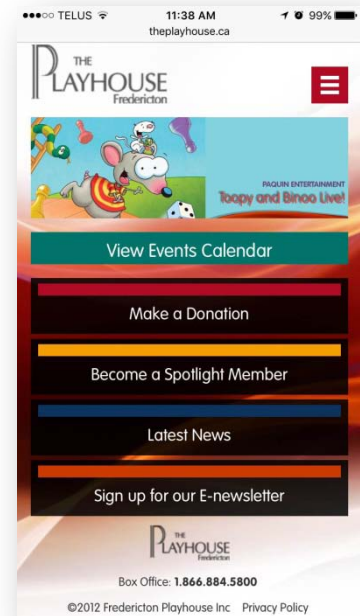 TELUS 11:38 AM 99%
theplayhouse.ca
THE
PLAYHOUSE
Fredericton
PAQUIN ENTERTAINMENT
Toopy and Binoo Live!
View Events Calendar
Make a Donation
Become a Spotlight Member
Latest News
Sign up for our E-newsletter
THE
PLAYHOUSE
Fredericton
Box Office: 1.866.884.5800
©2012 Fredericton Playhouse Inc Privacy Policy